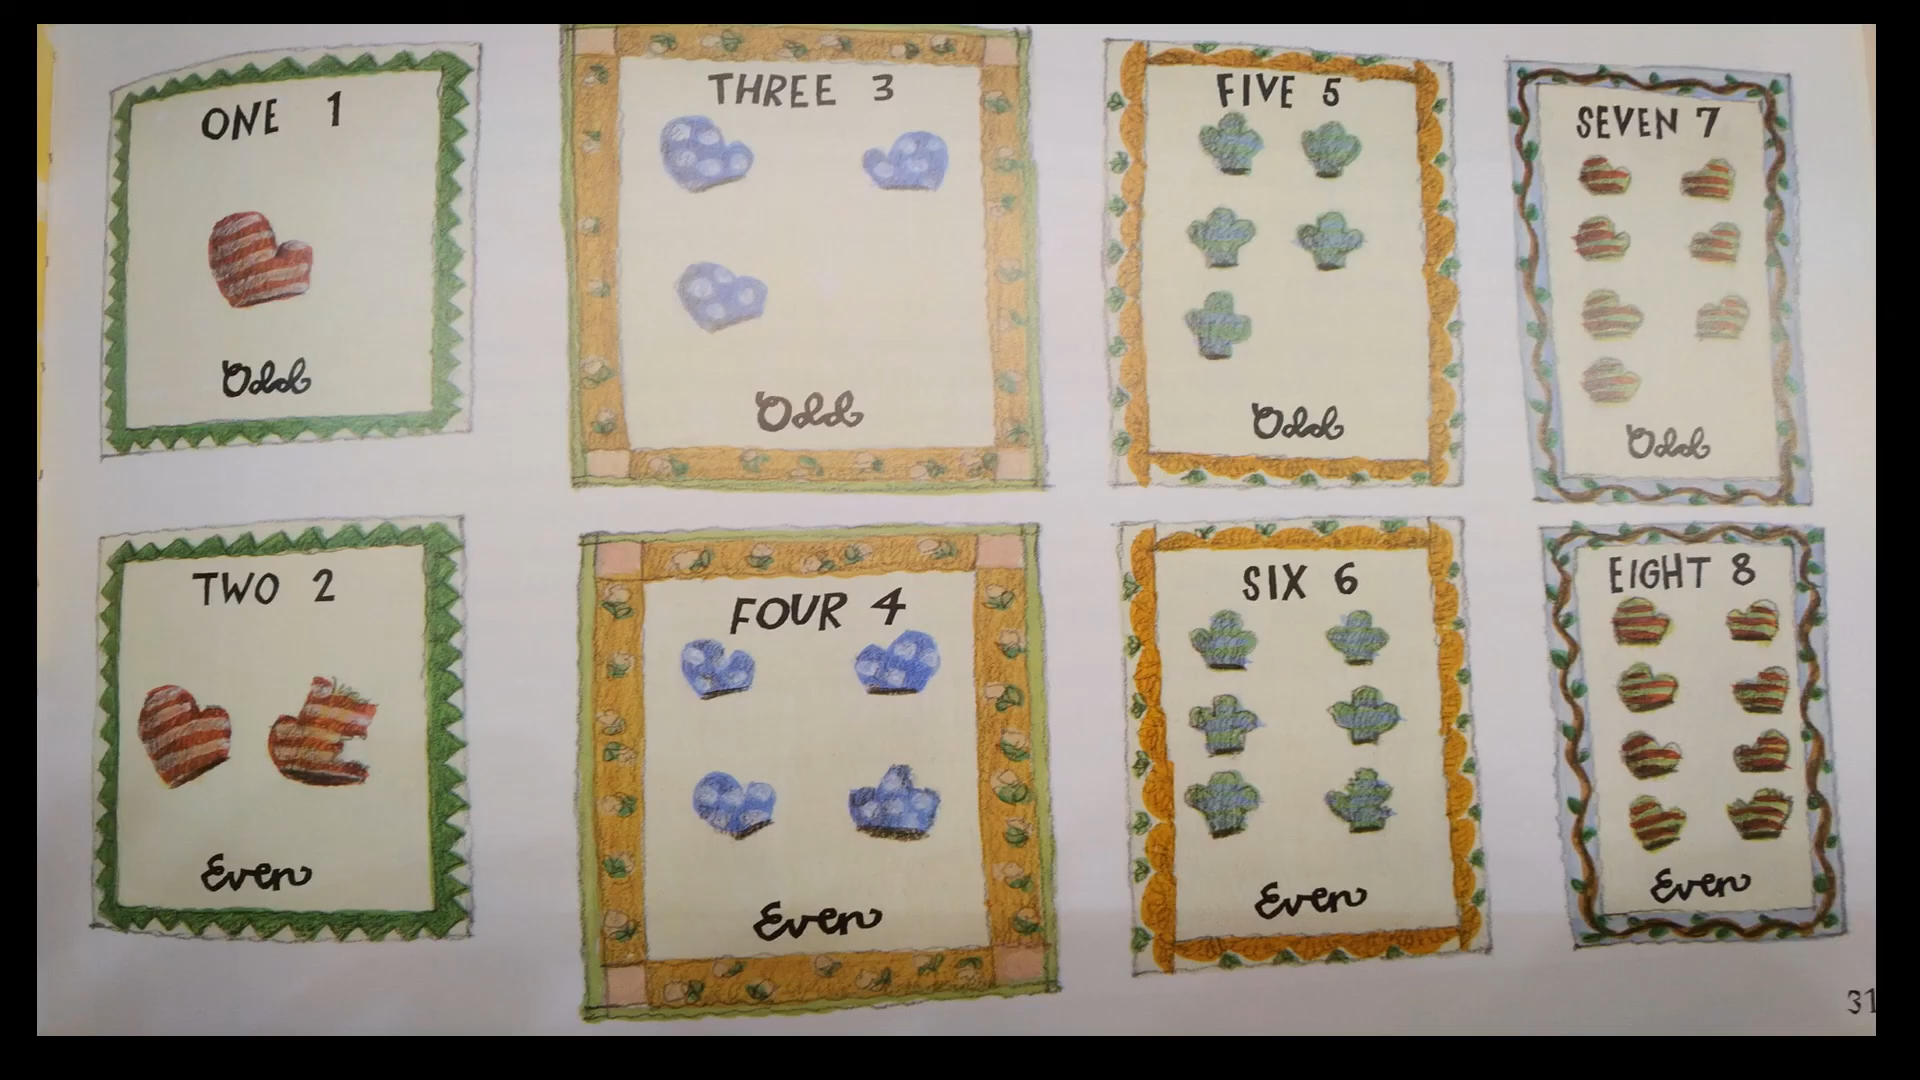 ONE 1
Odd
THREE 3
Odd
FIVE 5
Odd
SEVEN 7
Odd
TWO 2
Even
FOUR 4
Even
SIX 6
Even
EIGHT 8
Even
31